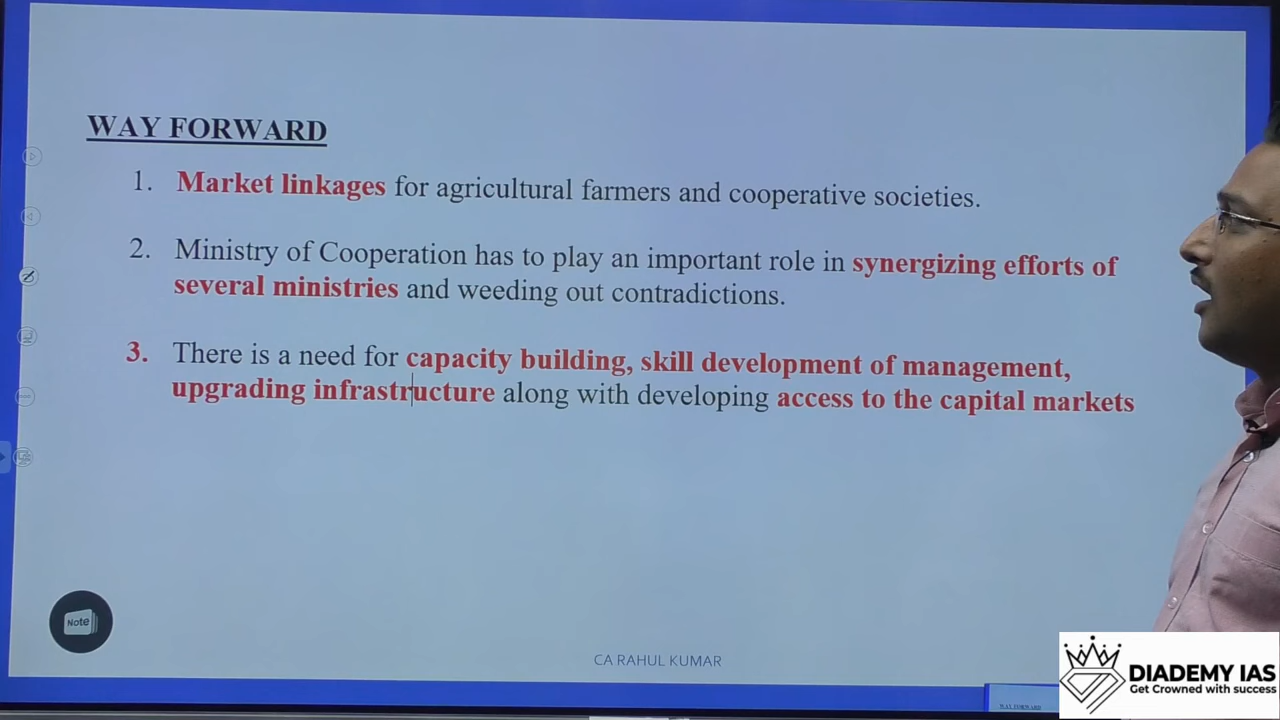 WAY FORWARD
1. Market linkages for agricultural farmers and cooperative societies.
2. Ministry of Cooperation has to play an important role in synergizing efforts of
several ministries and weeding out contradictions.
3. There is a need for capacity building, skill development of management,
upgrading infrastructure along with developing access to the capital markets
Note
CA RAHUL KUMAR
DIADEMY IAS
Get Crowned with success
WAY FORWARD